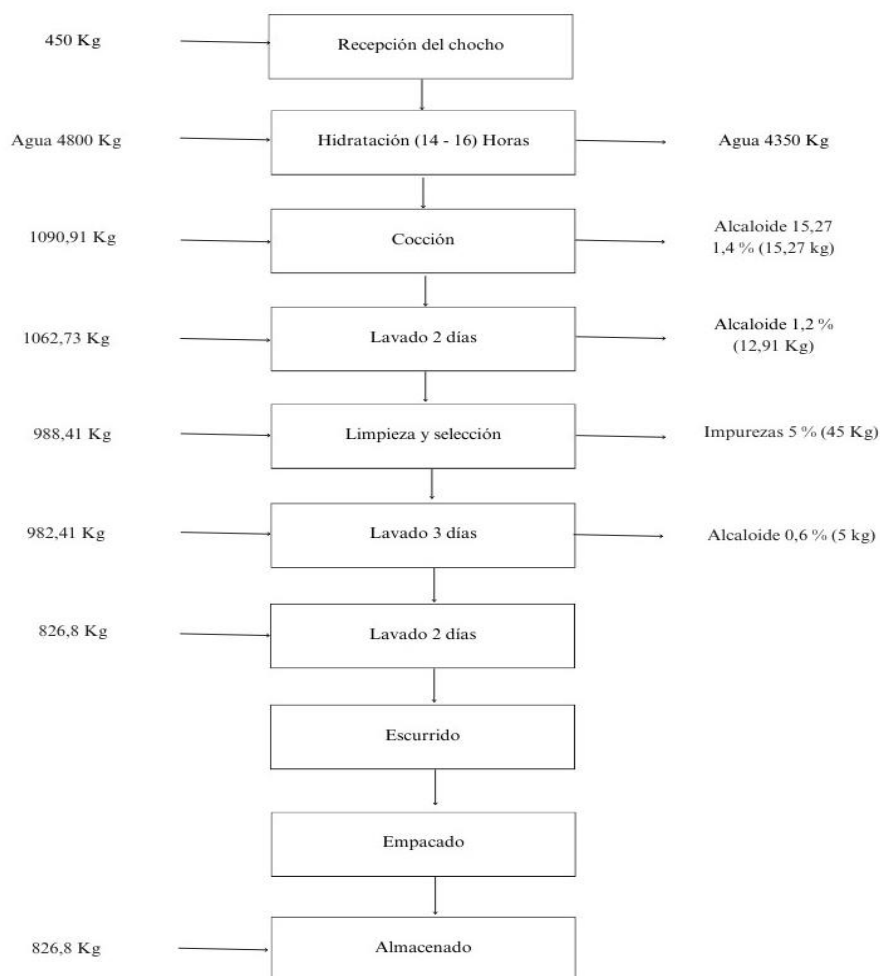 450 Kg
Recepción del chocho
Agua 4800 Kg
Hidratación (14 - 16) Horas
Agua 4350 Kg
1090,91 Kg
Cocción
Alcaloide 15,27
1,4 % (15,27 kg)
1062,73 Kg
Lavado 2 días
Alcaloide 1,2 %
(12,91 Kg)
988,41 Kg
Limpieza y selección
Impurezas 5 % (45 Kg)
982,41 Kg
Lavado 3 días
Alcaloide 0,6 % (5 kg)
826,8 Kg
Lavado 2 días
Escurrido
Empacado
826,8 Kg
Almacenado